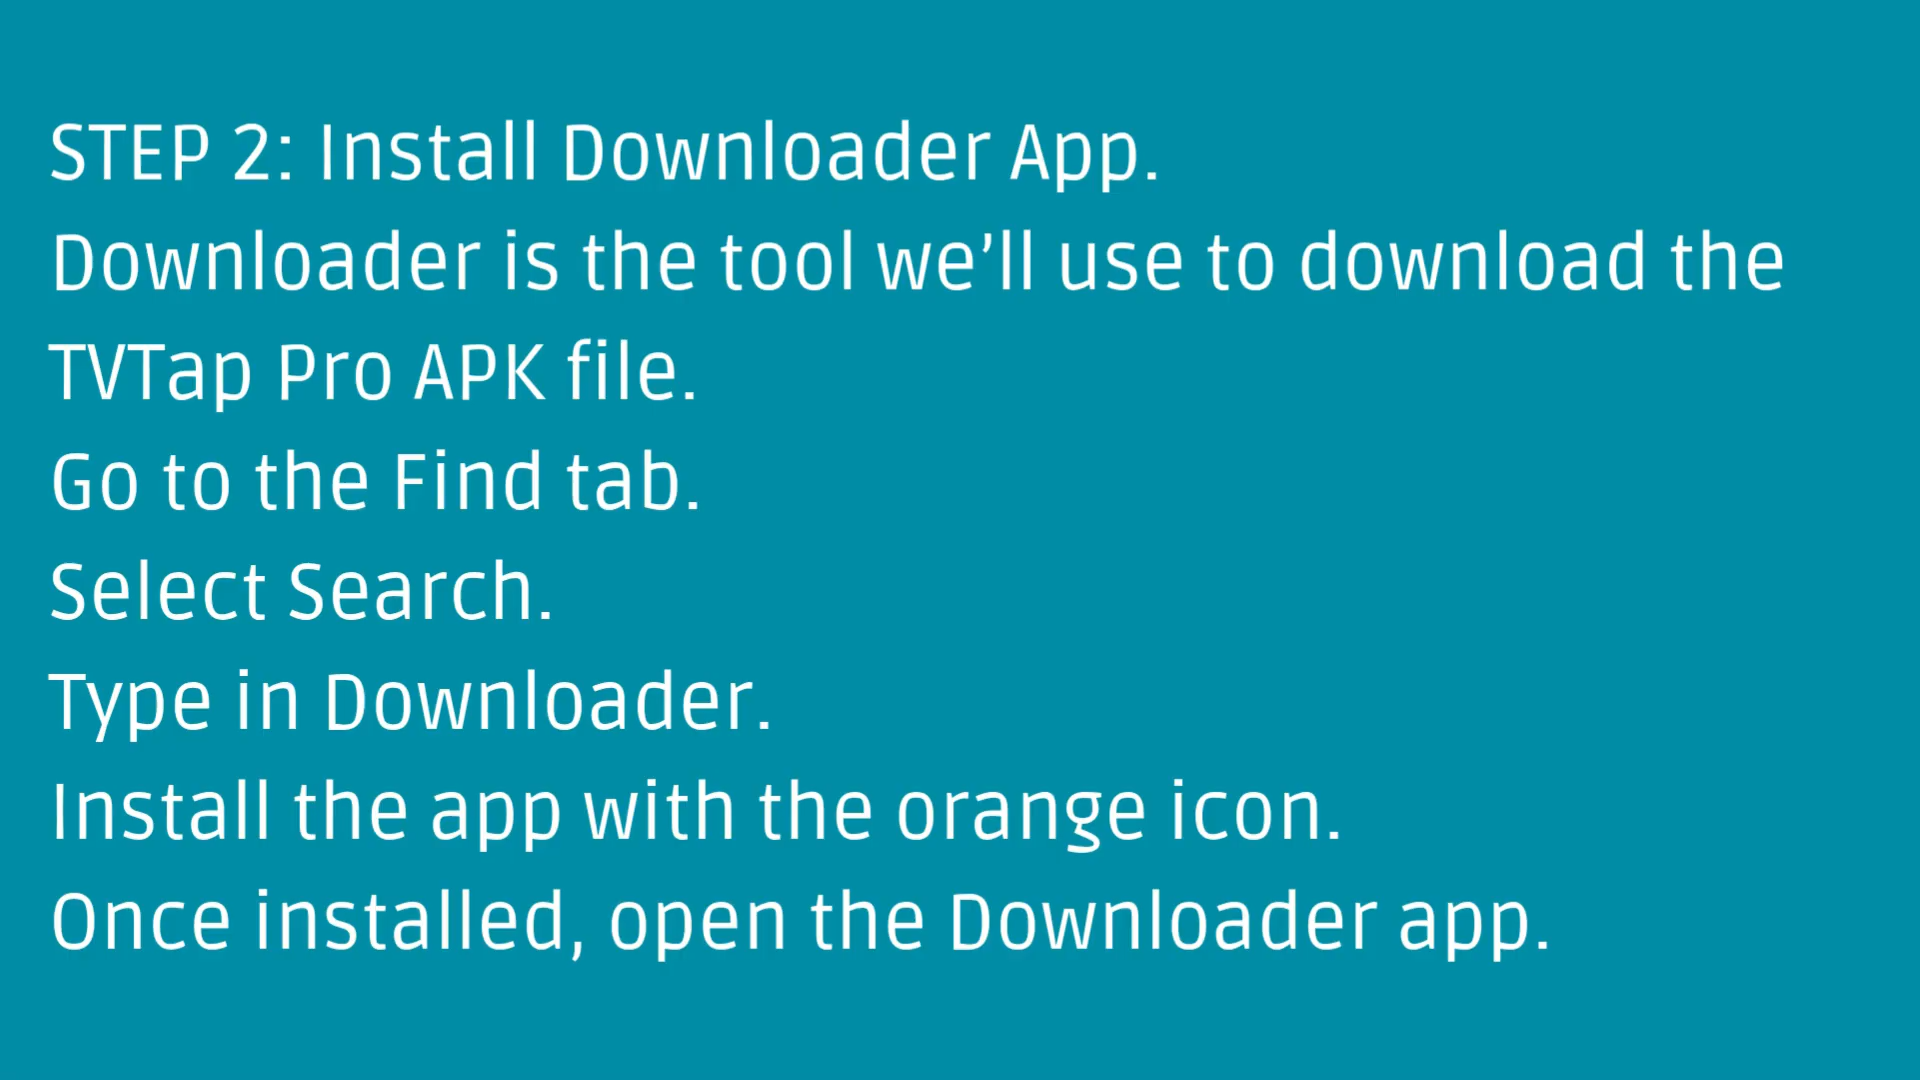 STEP 2: Install Downloader App.
Downloader is the tool we’ll use to download the
TVTap Pro APK file.
Go to the Find tab.
Select Search.
Type in Downloader.
Install the app with the orange icon.
Once installed, open the Downloader app.